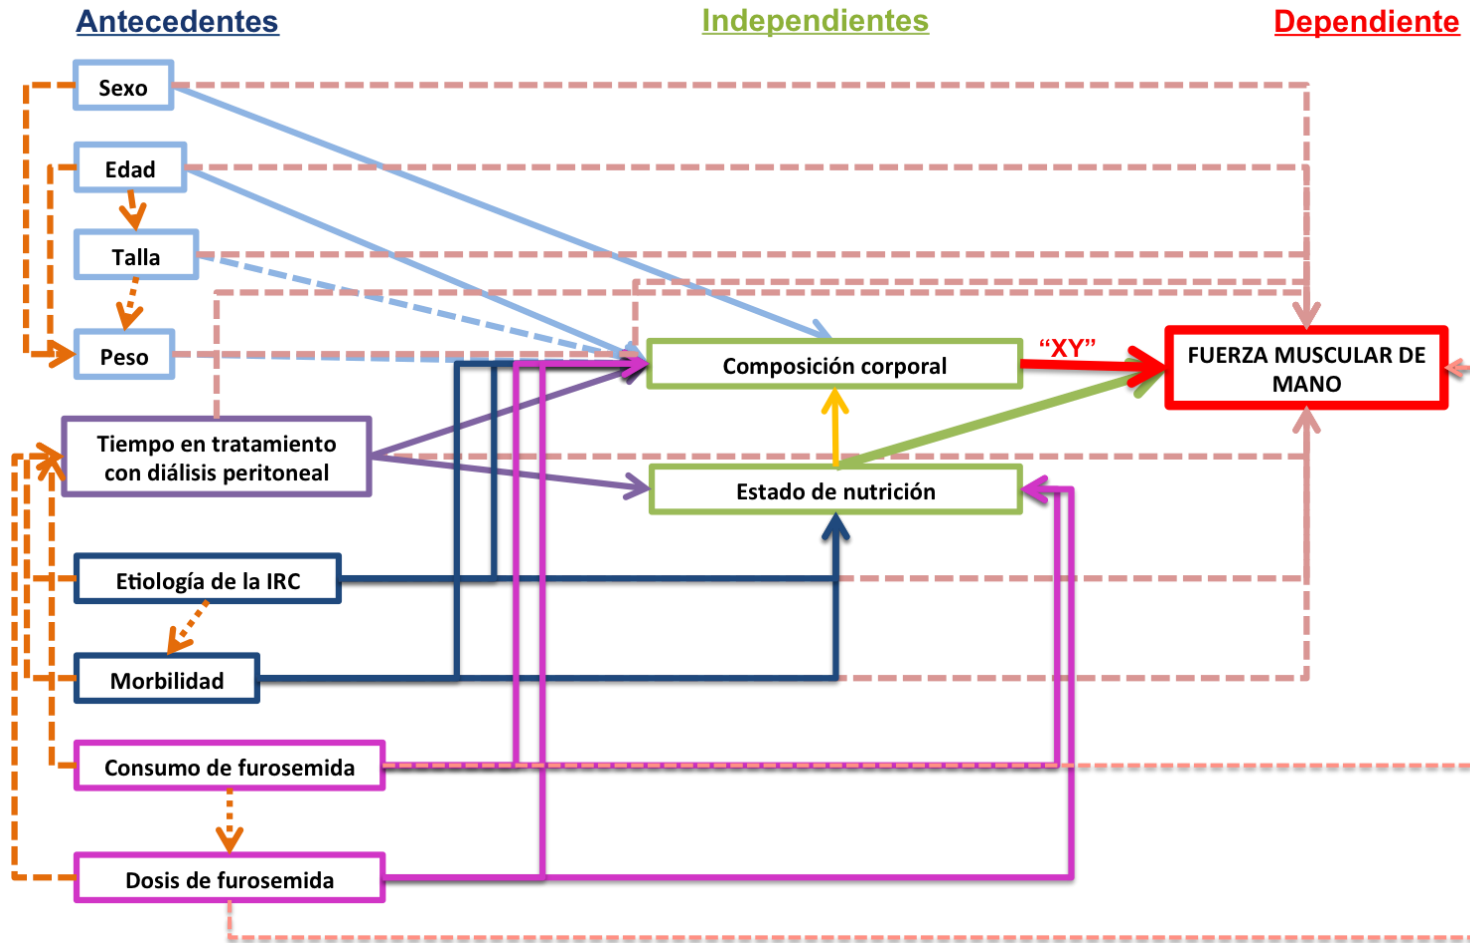 Antecedentes
Independientes
Dependiente
Sexo
Edad
Talla
Peso
Composición corporal
“XY”
FUERZA MUSCULAR DE
MANO
Tiempo en tratamiento
con diálisis peritoneal
Estado de nutrición
Etiología de la IRC
Morbilidad
Consumo de furosemida
Dosis de furosemida